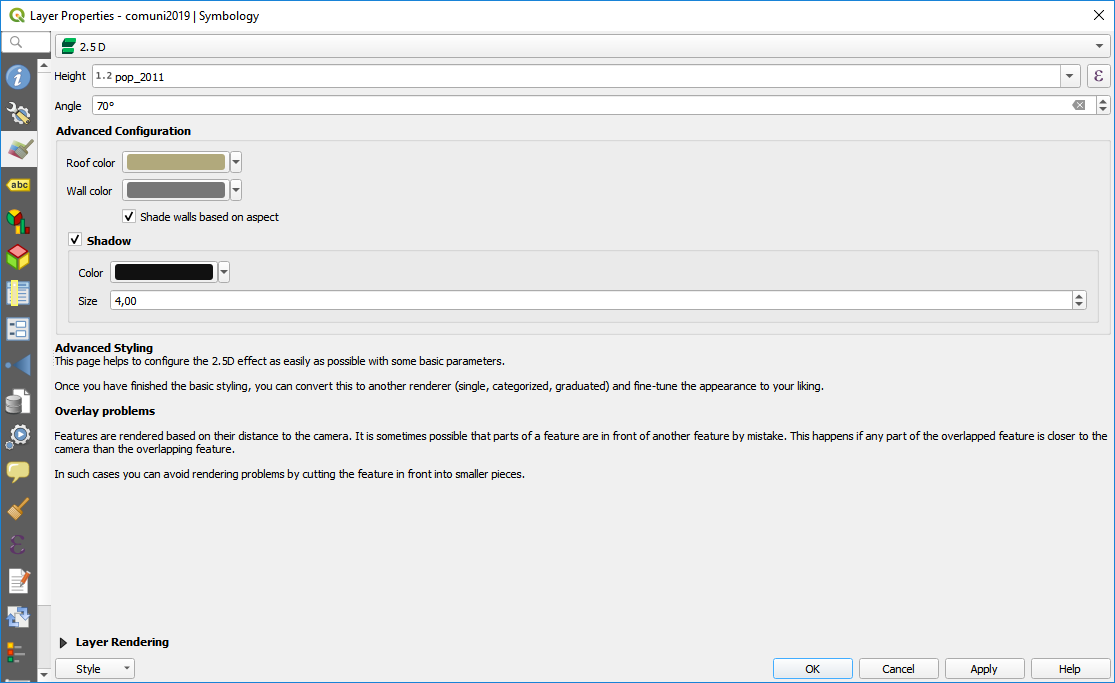 Layer Properties - comuni2019 | Symbology
2.5 D
Height 1.2 pop_2011 ε
Angle 70°
Advanced Configuration
Roof color
Wall color
Shade walls based on aspect
Shadow
Color
Size 4,00
Advanced Styling
This page helps to configure the 2.5D effect as easily as possible with some basic parameters.
Once you have finished the basic styling, you can convert this to another renderer (single, categorized, graduated) and fine-tune the appearance to your liking.
Overlay problems
Features are rendered based on their distance to the camera. It is sometimes possible that parts of a feature are in front of another feature by mistake. This happens if any part of the overlapped feature is closer to the
camera than the overlapping feature.
In such cases you can avoid rendering problems by cutting the feature in front into smaller pieces.
Layer Rendering
Style OK Cancel Apply Help
abc